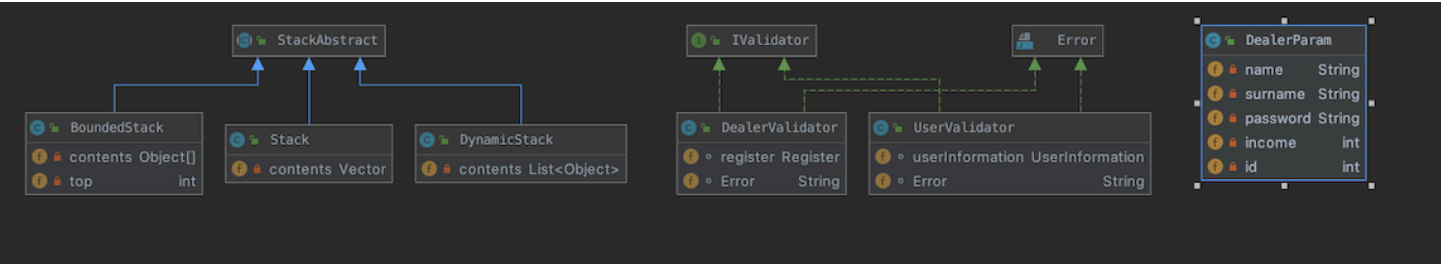 StackAbstract
IValidator
Error
DealerParam
name String
surname String
password String
income int
id int
BoundedStack
contents Object[]
top int
Stack
contents Vector
DynamicStack
contents List<Object>
DealerValidator
register Register
Error String
UserValidator
userInformation UserInformation
Error String